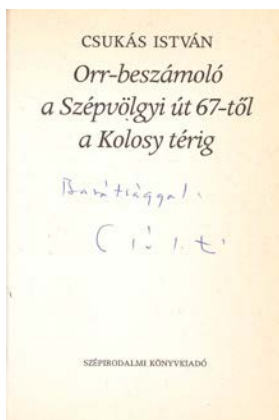 CSUKÁS ISTVÁN
Orr-beszámoló
a Szépvölgyi út 67-től
a Kolosy térig
Barátsággal:
SZÉPIRODALMI KÖNYVKIADÓ